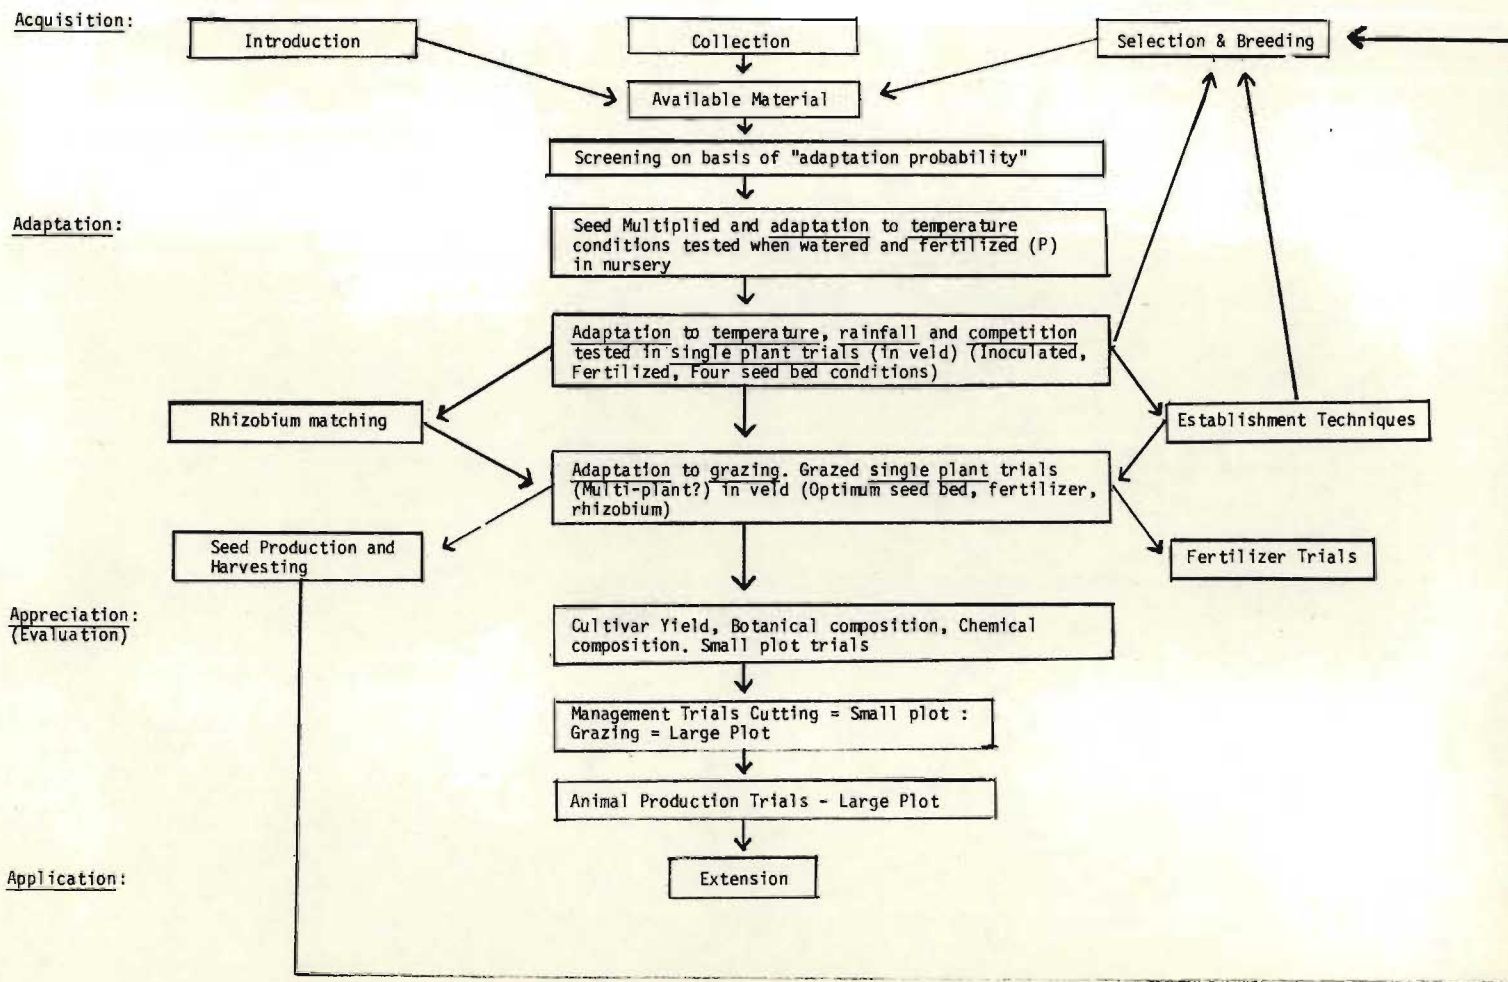 Acquisition:
Introduction
Collection
Selection & Breeding
Available Material
Screening on basis of "adaptation probability"
Adaptation:
Seed Multiplied and adaptation to temperature
conditions tested when watered and fertilized (P)
in nursery
Adaptation to temperature, rainfall and competition
tested in single plant trials (in veld) (Inoculated,
Fertilized, Four seed bed conditions)
Rhizobium matching
Establishment Techniques
Adaptation to grazing. Grazed single plant trials
(Multi-plant?) in veld (Optimum seed bed, fertilizer,
rhizobium)
Seed Production and
Harvesting
Fertilizer Trials
Appreciation:
(Evaluation)
Cultivar Yield, Botanical composition, Chemical
composition. Small plot trials
Management Trials Cutting = Small plot :
Grazing = Large Plot
Animal Production Trials - Large Plot
Application:
Extension